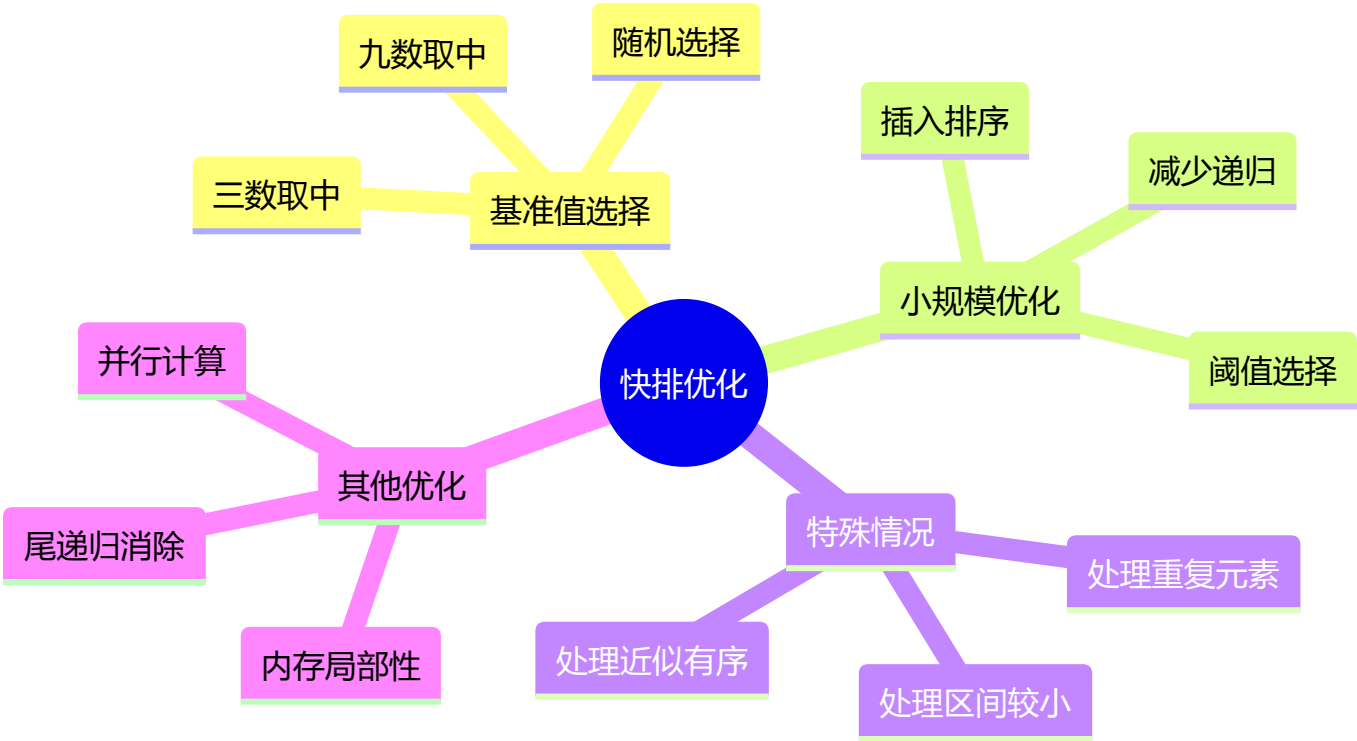 快排优化
基准值选择
三数取中
九数取中
随机选择
小规模优化
插入排序
减少递归
阈值选择
特殊情况
处理重复元素
处理区间较小
处理近似有序
其他优化
并行计算
尾递归消除
内存局部性